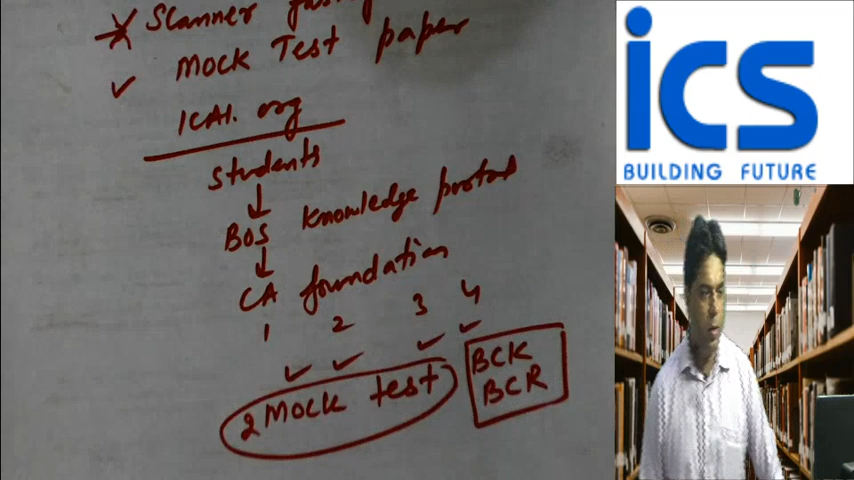 Scanner
✓ Mock Test paper
ICAI.org
Students
↓
BOS knowledge protal
↓
CA foundation
1 2 3 4
✓ ✓ ✓ ✓
2 Mock test
BCK
BCR
ics
BUILDING FUTURE